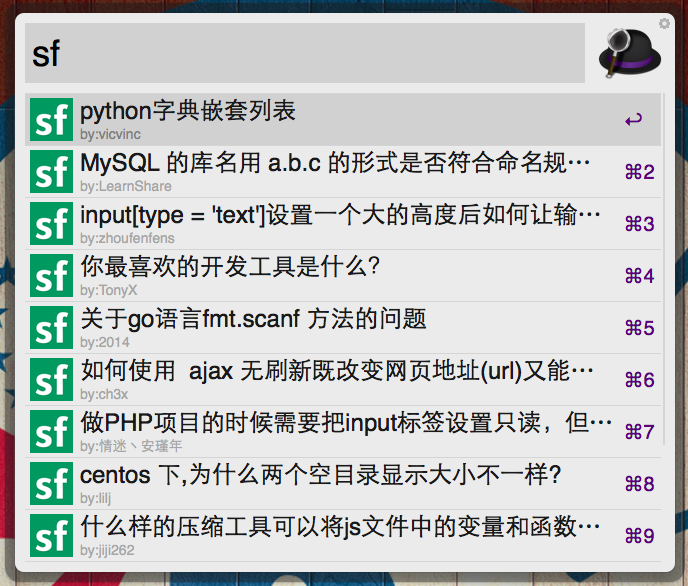 sf
sf
python字典嵌套列表
↩
by:vicvinc
sf
MySQL 的库名用 a.b.c 的形式是否符合命名规…
⌘2
by:LearnShare
sf
input[type = 'text']设置一个大的高度后如何让输…
⌘3
by:zhoufenfens
sf
你最喜欢的开发工具是什么？
⌘4
by:TonyX
sf
关于go语言fmt.scanf 方法的问题
⌘5
by:2014
sf
如何使用  ajax 无刷新既改变网页地址(url)又能…
⌘6
by:ch3x
sf
做PHP项目的时候需要把input标签设置只读，但…
⌘7
by:情迷丶安瑾年
sf
centos 下,为什么两个空目录显示大小不一样?
⌘8
by:lilj
sf
什么样的压缩工具可以将js文件中的变量和函数…
⌘9
by:jiji262